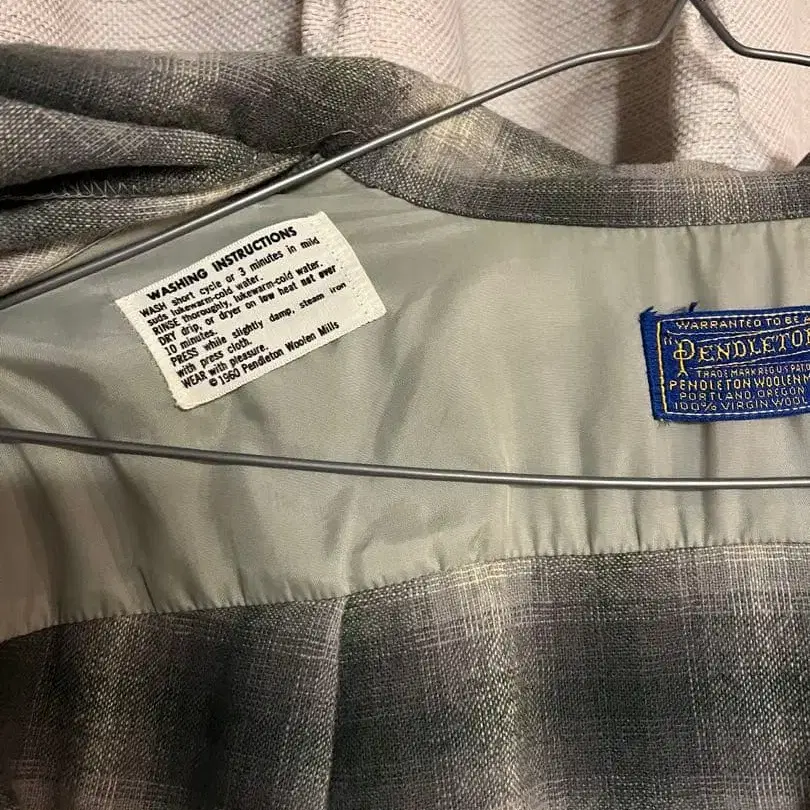 WASHING INSTRUCTIONS
WASH short cycle or 3 minutes in mild
suds lukewarm-cold water.
RINSE thoroughly, lukewarm-cold water.
DRY drip, or dryer on low heat not over
10 minutes.
PRESS while slightly damp, steam iron
with press cloth.
WEAR with pleasure.
©1960 Pendleton Woolen Mills
WARRANTED TO BE A
"PENDLETON
TRADE MARK REG U.S. PAT. O
PENDLETON WOOLEN M
PORTLAND, OREGON
100% VIRGIN WOOL